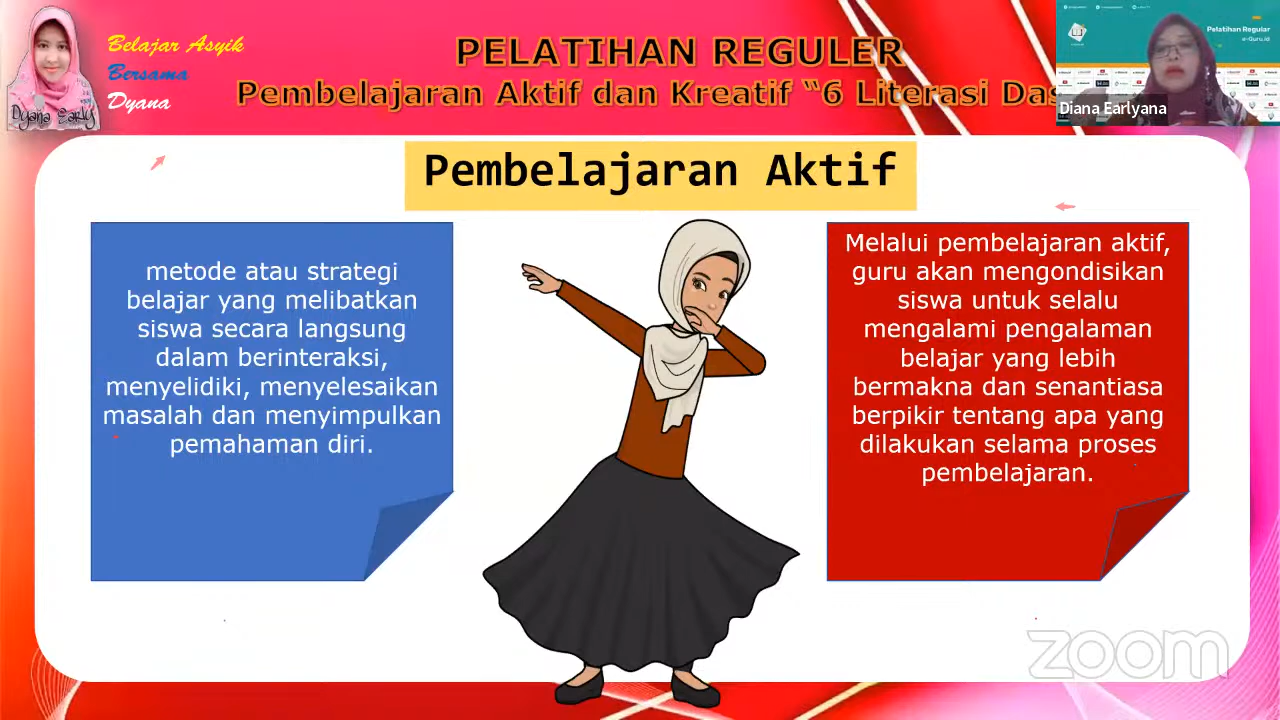 Belajar Asyik
Bersama
Dyana
Dyana Early
PELATIHAN REGULER
Pembelajaran Aktif dan Kreatif “6 Literasi Das
Pelatihan Regular
e-Guru.id
Diana Earlyana
Pembelajaran Aktif
metode atau strategi
belajar yang melibatkan
siswa secara langsung
dalam berinteraksi,
menyelidiki, menyelesaikan
masalah dan menyimpulkan
pemahaman diri.
Melalui pembelajaran aktif,
guru akan mengondisikan
siswa untuk selalu
mengalami pengalaman
belajar yang lebih
bermakna dan senantiasa
berpikir tentang apa yang
dilakukan selama proses
pembelajaran.
zoom